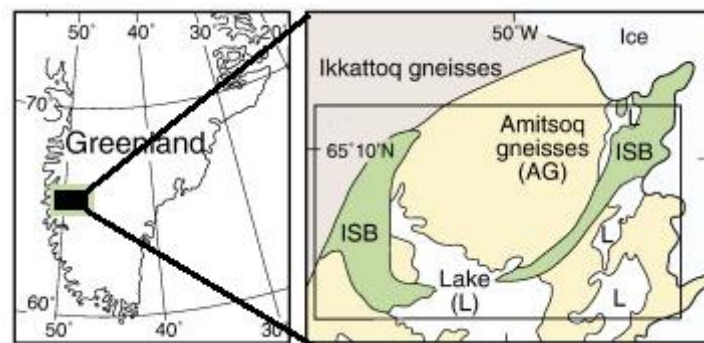 50˚
40˚
30˚
20˚
70˚
Greenland
60˚
50˚
40˚
30˚
50˚W
Ice
Ikkattoq gneisses
L
Amitsoq
gneisses
(AG)
65˚10'N
ISB
ISB
L
Lake
(L)
L